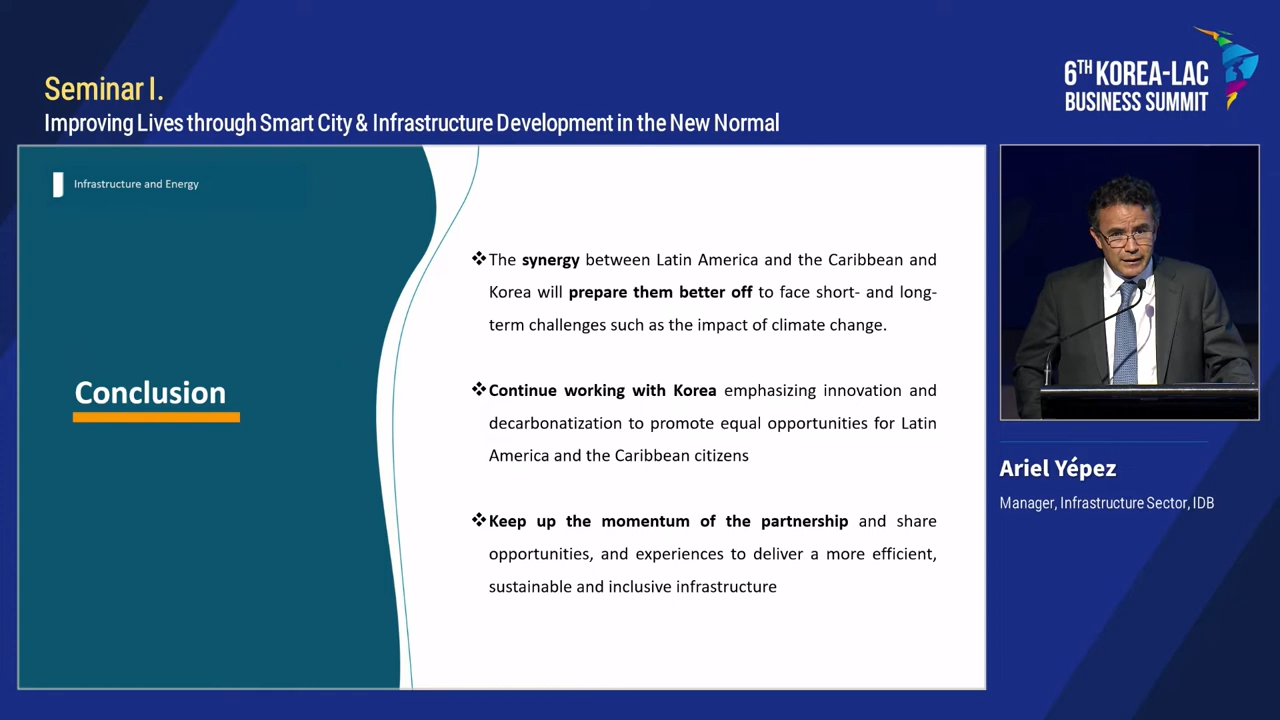 Seminar I.
Improving Lives through Smart City & Infrastructure Development in the New Normal
6TH KOREA-LAC
BUSINESS SUMMIT
Infrastructure and Energy
Conclusion
❖The synergy between Latin America and the Caribbean and
Korea will prepare them better off to face short- and long-
term challenges such as the impact of climate change.
❖Continue working with Korea emphasizing innovation and
decarbonatization to promote equal opportunities for Latin
America and the Caribbean citizens
❖Keep up the momentum of the partnership and share
opportunities, and experiences to deliver a more efficient,
sustainable and inclusive infrastructure
Ariel Yépez
Manager, Infrastructure Sector, IDB